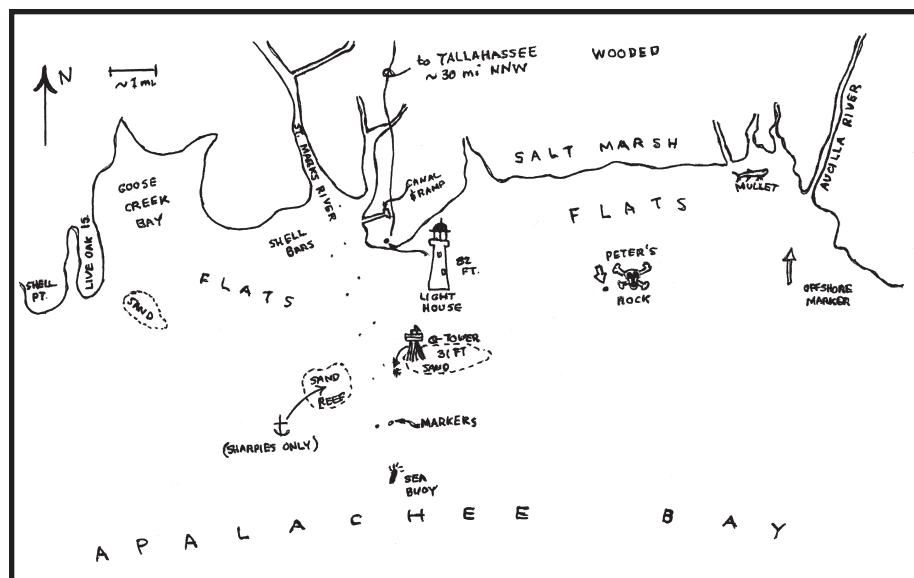 N
~1 mi
to TALLAHASSEE
~30 mi NNW
WOODED
ST. MARKS RIVER
CANAL
& RAMP
SALT MARSH
AUCILLA RIVER
MULLET
GOOSE
CREEK
BAY
LIVE OAK IS.
SHELL
PT.
SAND
FLATS
SHELL
BARS
82
FT.
LIGHT
HOUSE
FLATS
PETER'S
ROCK
OFFSHORE
MARKER
TOWER
31 FT
SAND
SAND
REEF
(SHARPIES ONLY)
MARKERS
SEA
BUOY
APALACHEE BAY